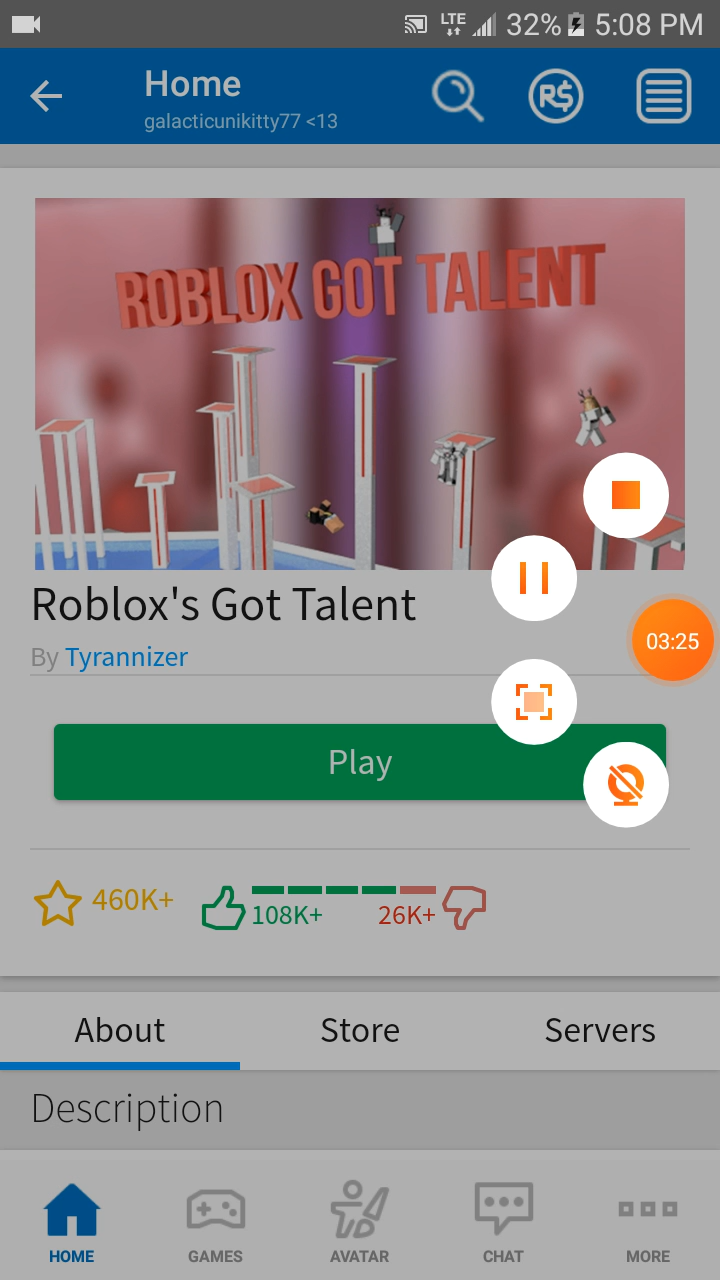 LTE 32% 5:08 PM
Home
galacticunikitty77 <13
R$
ROBLOX GOT TALENT
Roblox's Got Talent
By Tyrannizer
03:25
Play
460K+ 108K+ 26K+
About Store Servers
Description
HOME GAMES AVATAR CHAT MORE